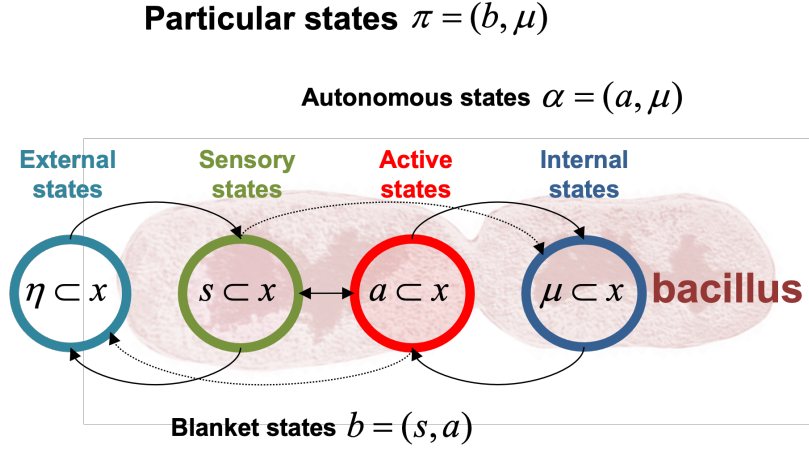 Particular states π = (b, μ)
Autonomous states α = (a, μ)
External states
Sensory states
Active states
Internal states
η ⊂ x
s ⊂ x
a ⊂ x
μ ⊂ x
bacillus
Blanket states b = (s, a)